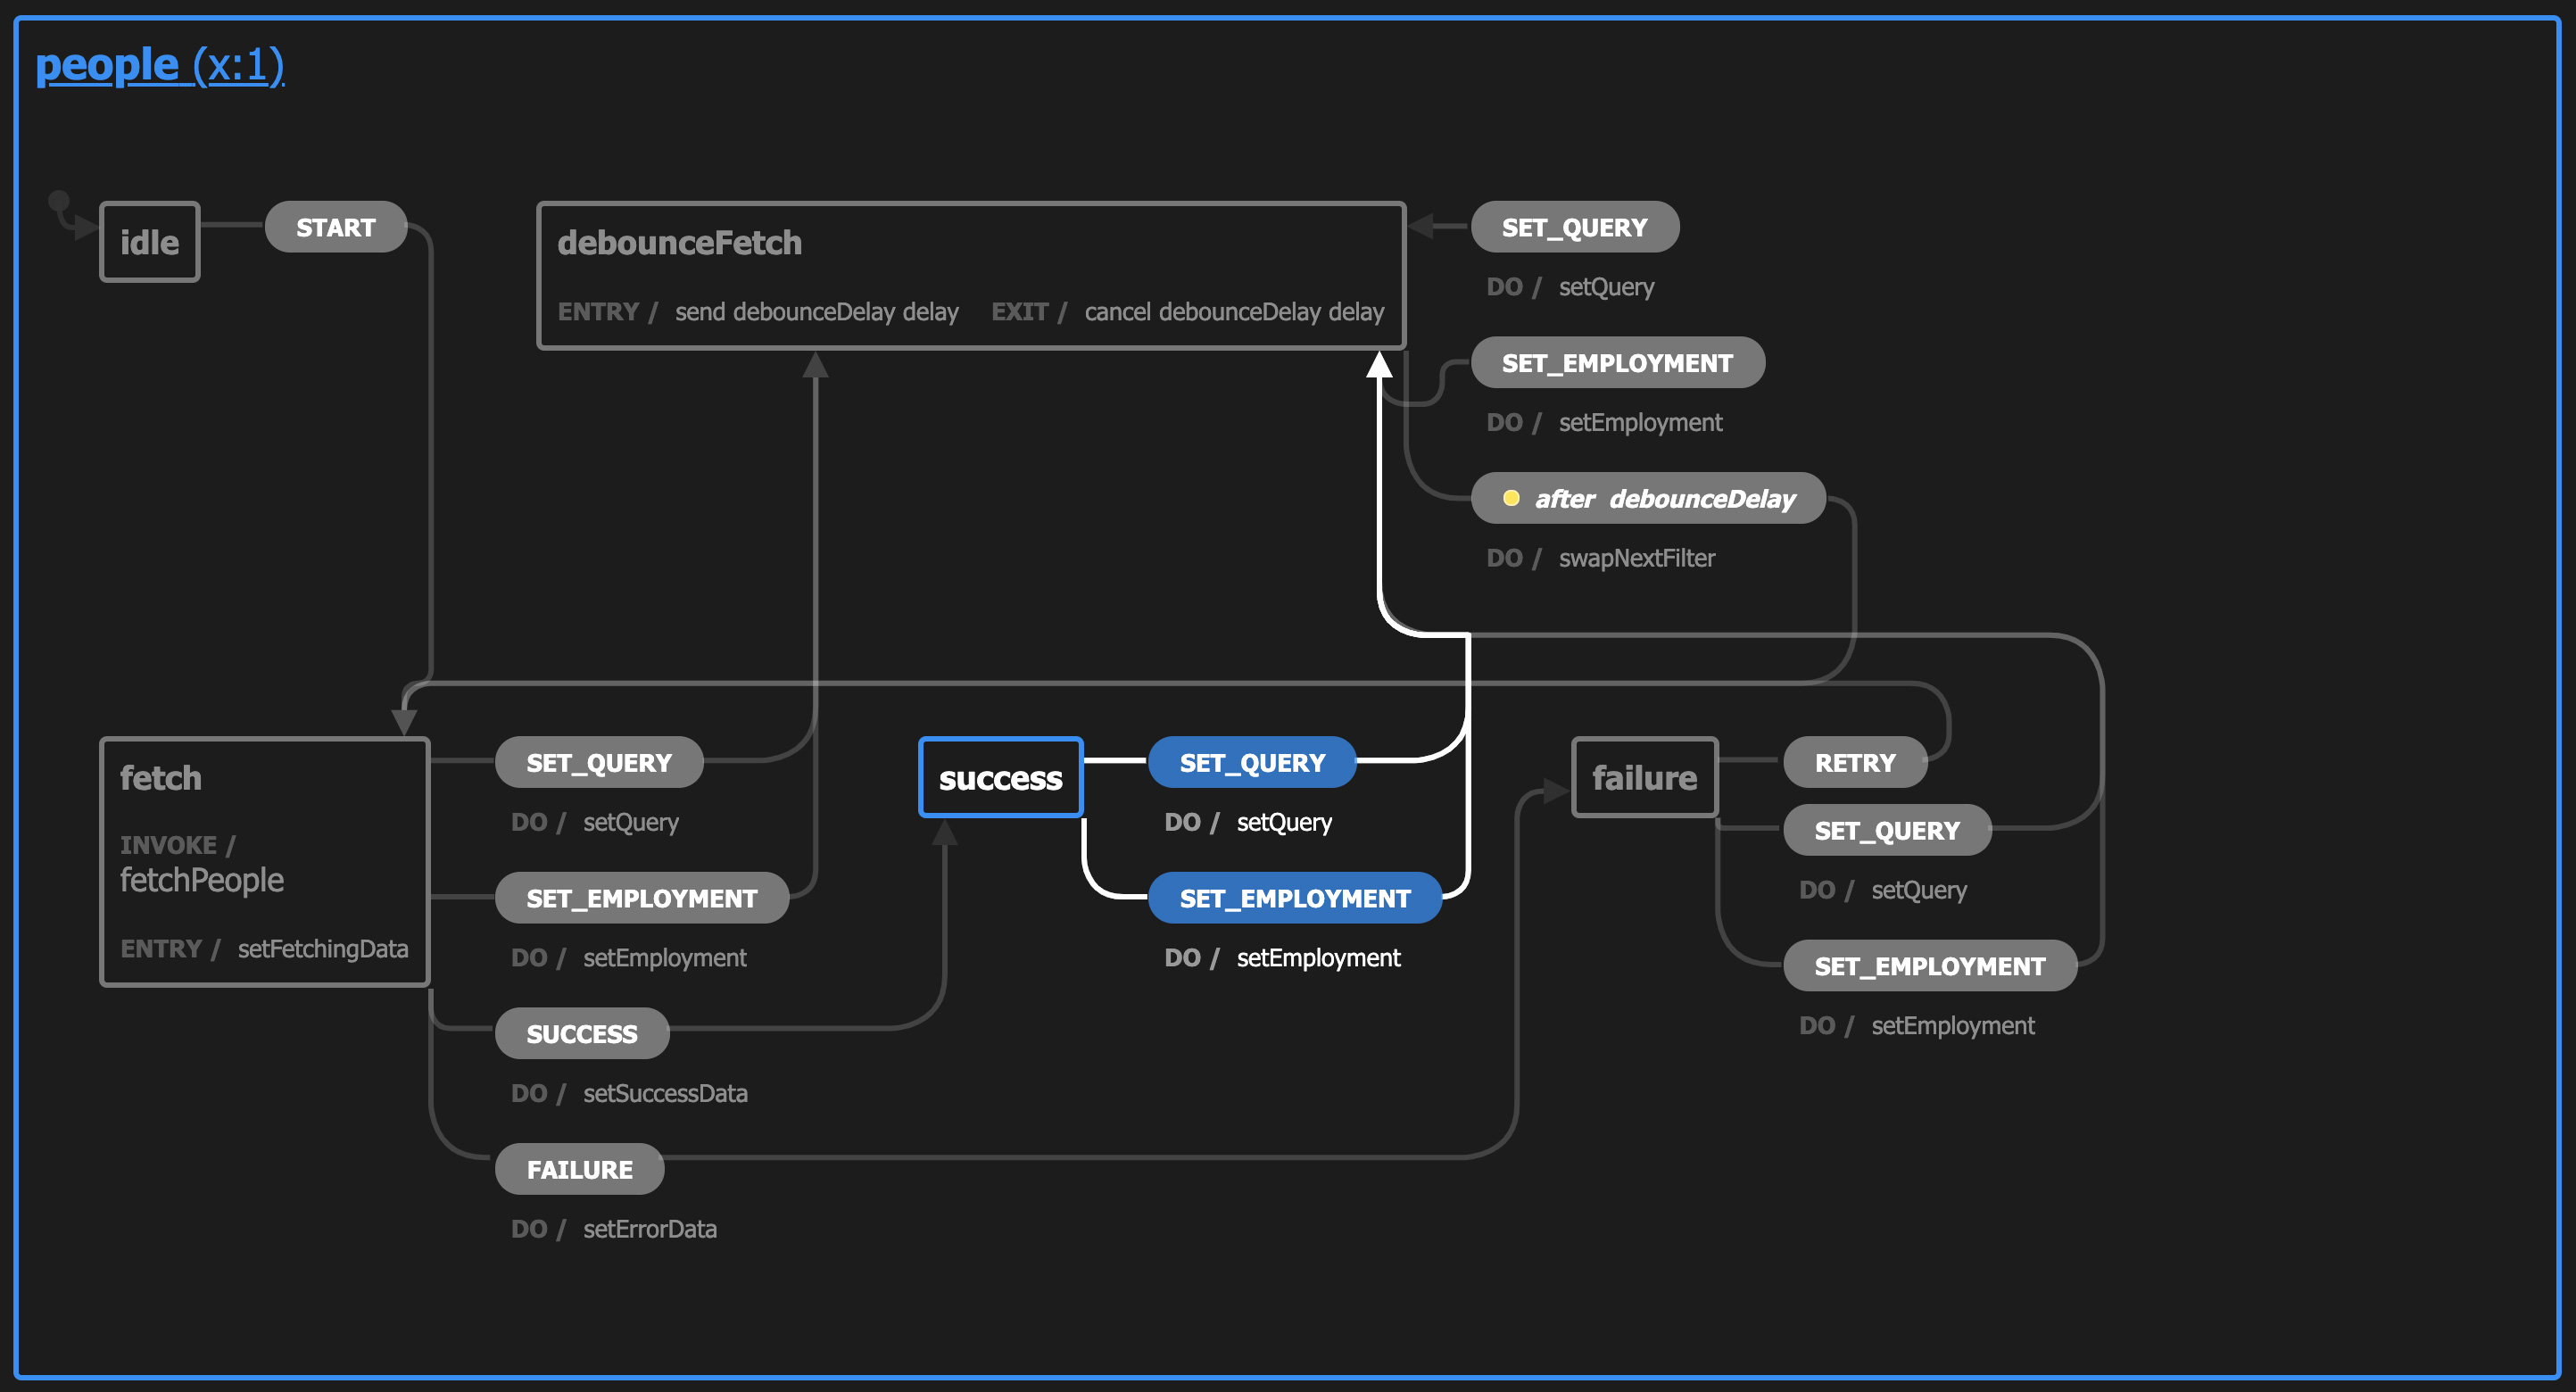 people (x:1)
idle
START
debounceFetch
ENTRY / send debounceDelay delay EXIT / cancel debounceDelay delay
SET_QUERY
DO / setQuery
SET_EMPLOYMENT
DO / setEmployment
after debounceDelay
DO / swapNextFilter
fetch
INVOKE /
fetchPeople
ENTRY / setFetchingData
SET_QUERY
DO / setQuery
SET_EMPLOYMENT
DO / setEmployment
SUCCESS
DO / setSuccessData
FAILURE
DO / setErrorData
success
SET_QUERY
DO / setQuery
SET_EMPLOYMENT
DO / setEmployment
failure
RETRY
SET_QUERY
DO / setQuery
SET_EMPLOYMENT
DO / setEmployment